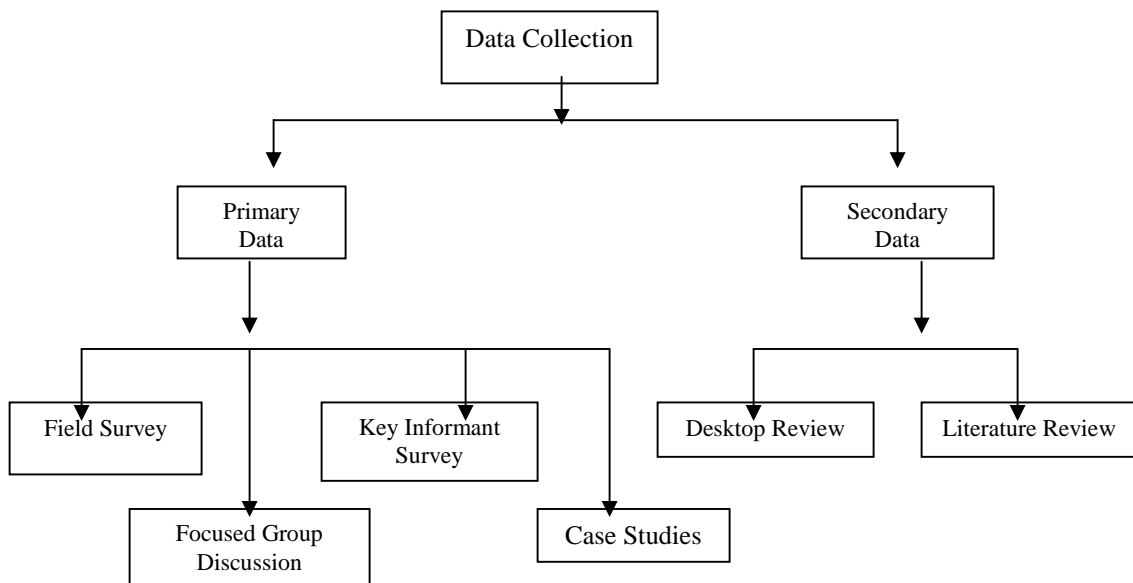 Data Collection
Primary
Data
Secondary
Data
Field Survey
Key Informant
Survey
Desktop Review
Literature Review
Focused Group
Discussion
Case Studies